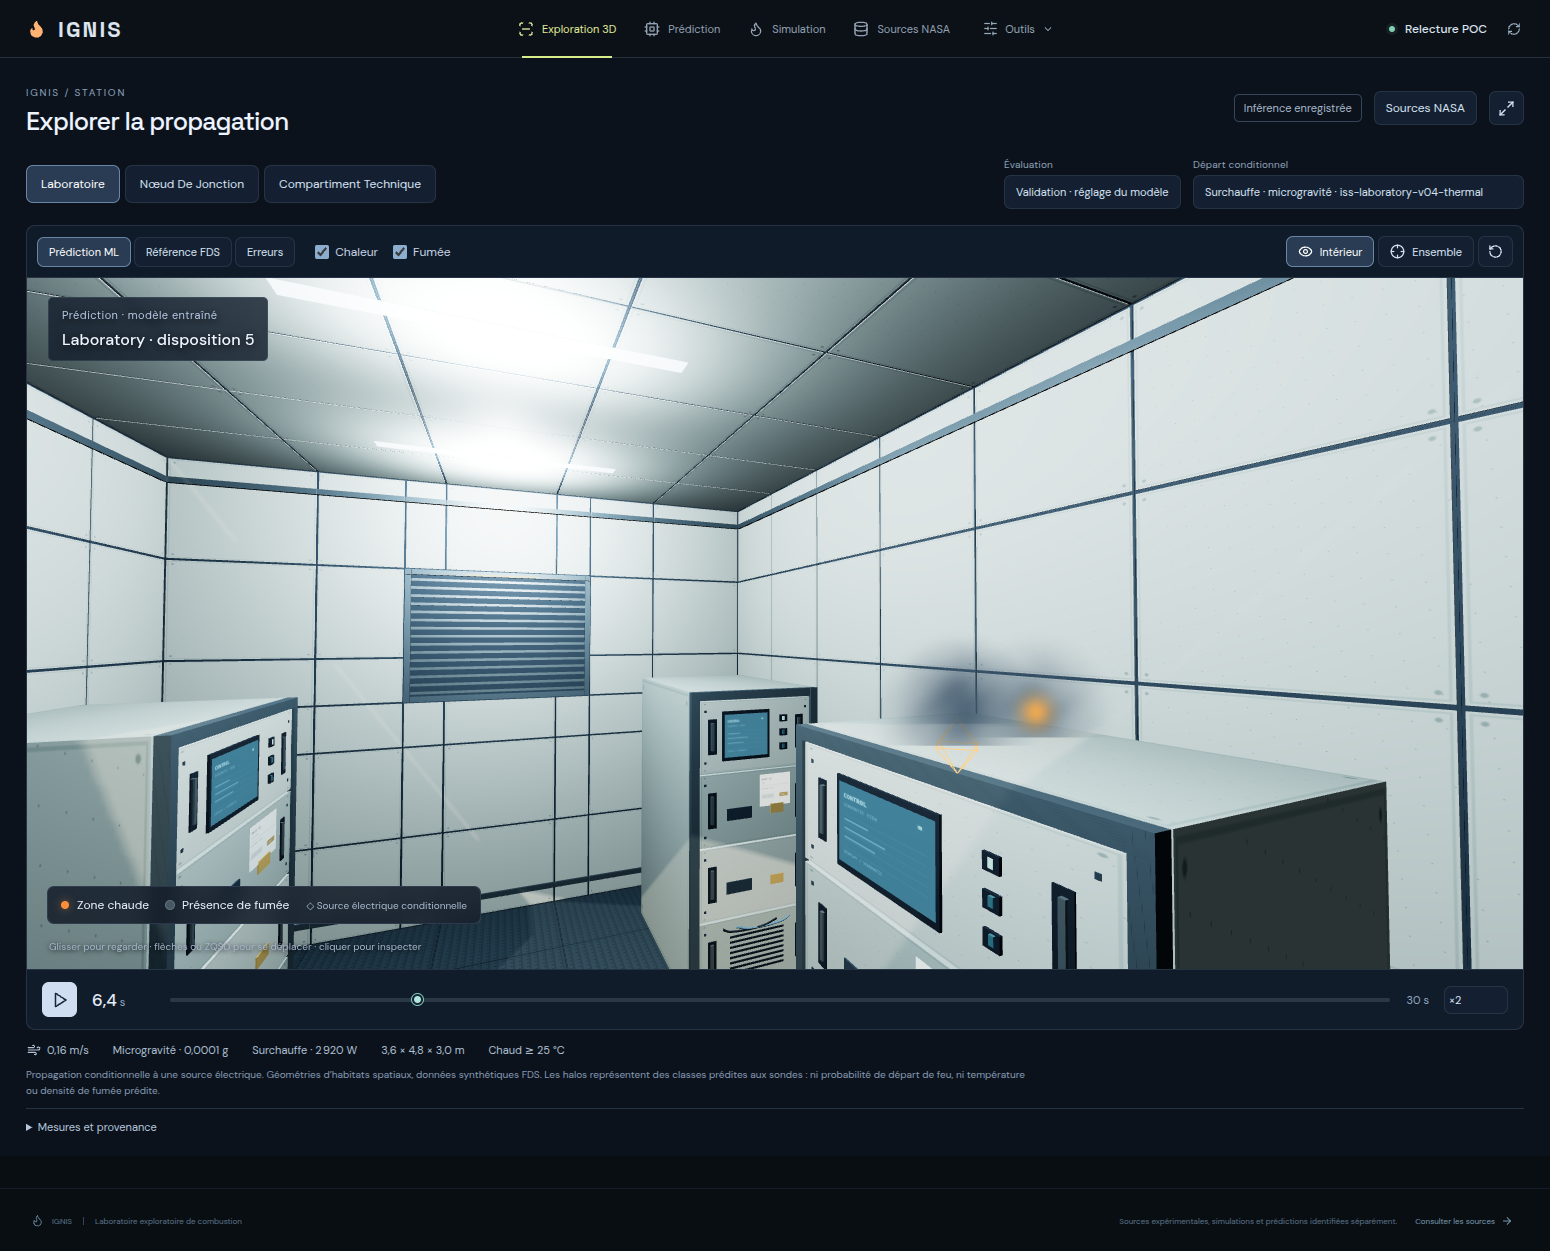 IGNIS
Exploration 3D
Prédiction
Simulation
Sources NASA
Outils
Relecture POC
IGNIS / STATION
Explorer la propagation
Inférence enregistrée
Sources NASA
Évaluation
Départ conditionnel
Laboratoire
Nœud De Jonction
Compartiment Technique
Validation · réglage du modèle
Surchauffe · microgravité · iss-laboratory-v04-thermal
Prédiction ML
Référence FDS
Erreurs
Chaleur
Fumée
Intérieur
Ensemble
Prédiction · modèle entraîné
Laboratory · disposition 5
CONTROL
Zone chaude
Présence de fumée
◇ Source électrique conditionnelle
Glisser pour regarder · flèches ou ZQSD pour se déplacer · cliquer pour inspecter
6,4 s
30 s
×2
0,16 m/s
Microgravité · 0,0001 g
Surchauffe · 2 920 W
3,6 × 4,8 × 3,0 m
Chaud ≥ 25 °C
Propagation conditionnelle à une source électrique. Géométries d'habitats spatiaux, données synthétiques FDS. Les halos représentent des classes prédites aux sondes : ni probabilité de départ de feu, ni température
ou densité de fumée prédite.
Mesures et provenance
IGNIS | Laboratoire exploratoire de combustion
Sources expérimentales, simulations et prédictions identifiées séparément.
Consulter les sources